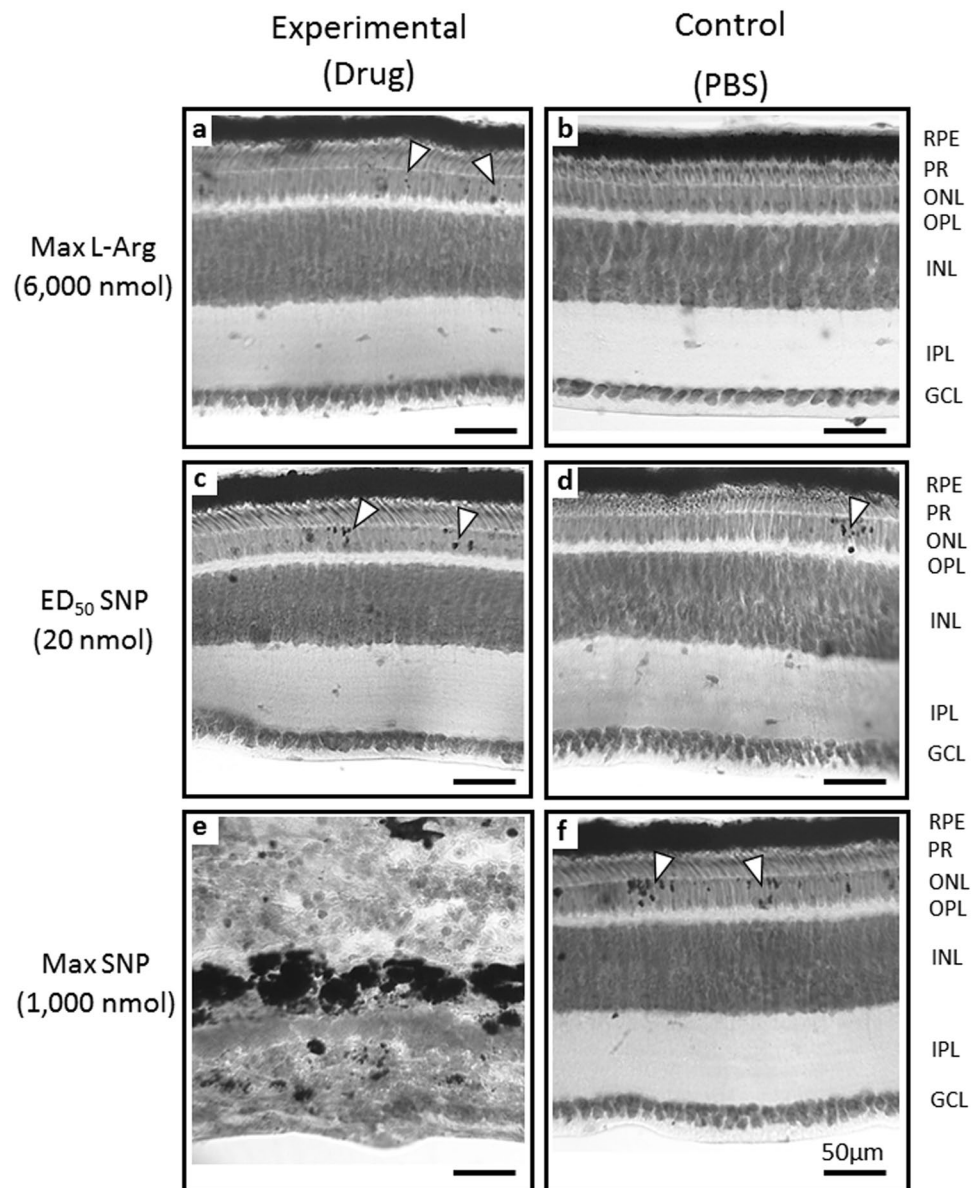 Experimental
(Drug)
Control
(PBS)
Max L-Arg
(6,000 nmol)
a
b
RPE
PR
ONL
OPL
INL
IPL
GCL
ED₅₀ SNP
(20 nmol)
c
d
RPE
PR
ONL
OPL
INL
IPL
GCL
Max SNP
(1,000 nmol)
e
f
RPE
PR
ONL
OPL
INL
IPL
GCL
50µm